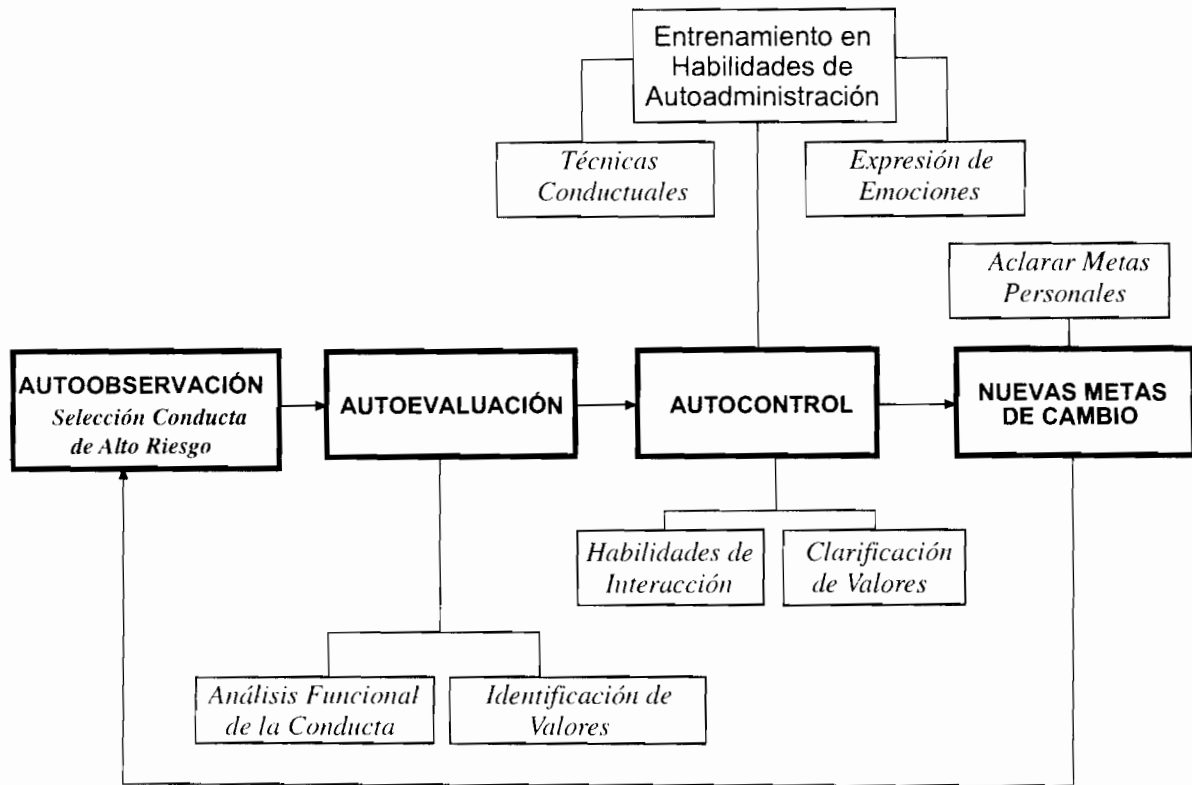 Entrenamiento en
Habilidades de
Autoadministración
Técnicas
Conductuales
Expresión de
Emociones
Aclarar Metas
Personales
AUTOOBSERVACIÓN
Selección Conducta
de Alto Riesgo
AUTOEVALUACIÓN
AUTOCONTROL
NUEVAS METAS
DE CAMBIO
Habilidades de
Interacción
Clarificación
de Valores
Análisis Funcional
de la Conducta
Identificación de
Valores